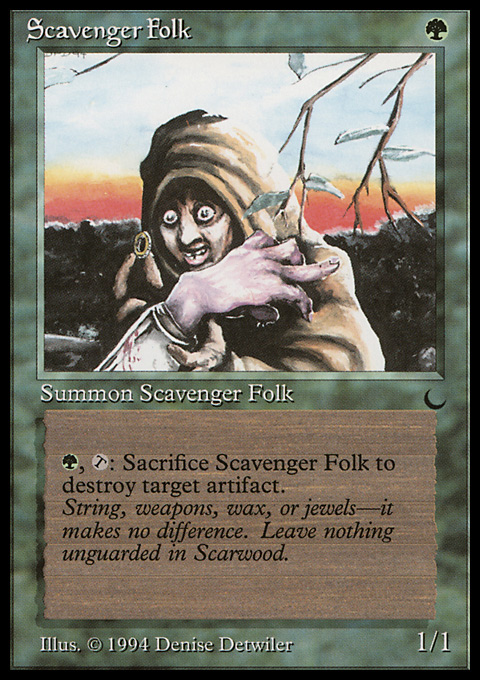 Scavenger Folk
Summon Scavenger Folk
, T: Sacrifice Scavenger Folk to
destroy target artifact.
String, weapons, wax, or jewels—it
makes no difference. Leave nothing
unguarded in Scarwood.
Illus. © 1994 Denise Detwiler
1/1